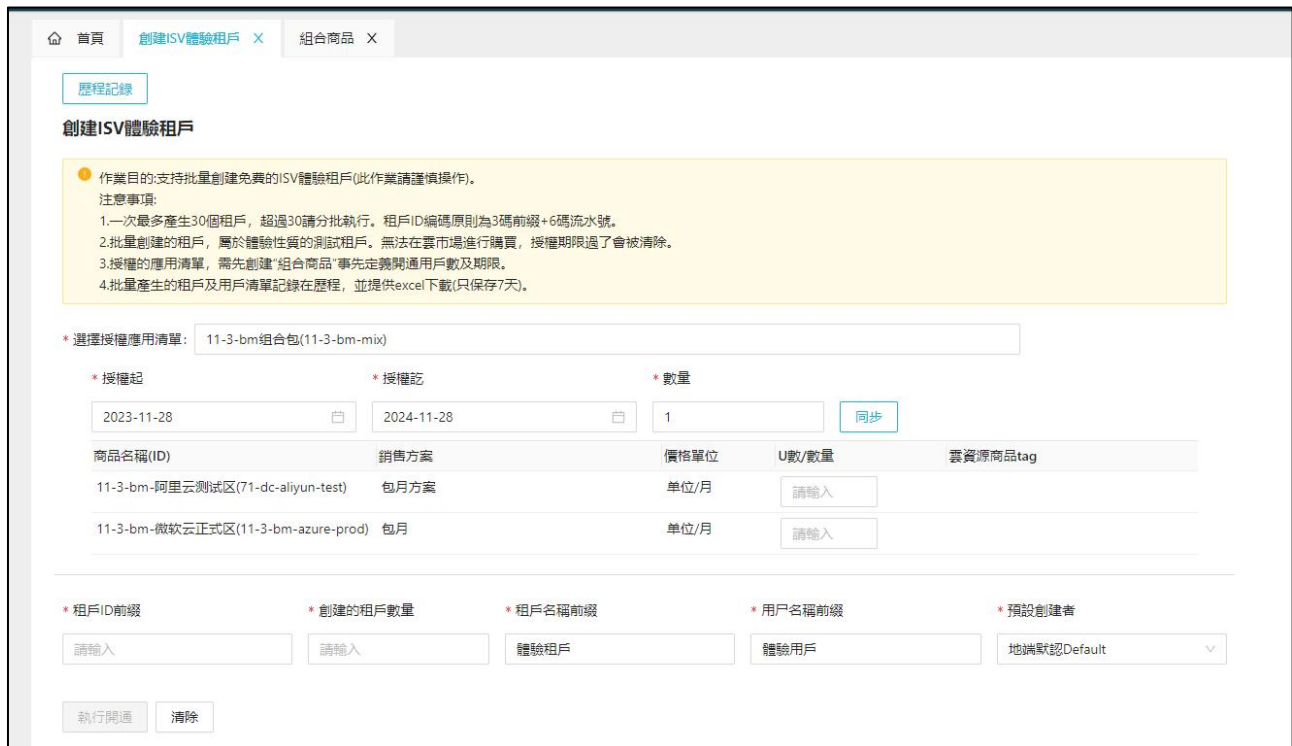 首頁 創建ISV體驗租戶 X 組合商品 X
歷程記錄
創建ISV體驗租戶
作業目的:支持批量創建免費的ISV體驗租戶(此作業請謹慎操作)。
注意事項:
1.一次最多產生30個租戶，超過30請分批執行。租戶ID編碼原則為3碼前綴+6碼流水號。
2.批量創建的租戶，屬於體驗性質的測試租戶。無法在雲市場進行購買，授權期限過了會被清除。
3.授權的應用清單，需先創建"組合商品"事先定義開通用戶數及期限。
4.批量產生的租戶及用戶清單記錄在歷程，並提供excel下載(只保存7天)。
* 選擇授權應用清單: 11-3-bm组合包(11-3-bm-mix)
* 授權起 * 授權訖 * 數量
2023-11-28 2024-11-28 1 同步
商品名稱(ID) 銷售方案 價格單位 U數/數量 雲資源商品tag
11-3-bm-阿里云测试区(71-dc-aliyun-test) 包月方案 单位/月 請輸入
11-3-bm-微软云正式区(11-3-bm-azure-prod) 包月 单位/月 請輸入
* 租戶ID前綴 * 創建的租戶數量 * 租戶名稱前綴 * 用戶名稱前綴 * 預設創建者
請輸入 請輸入 體驗租戶 體驗用戶 地端默認Default
執行開通 清除